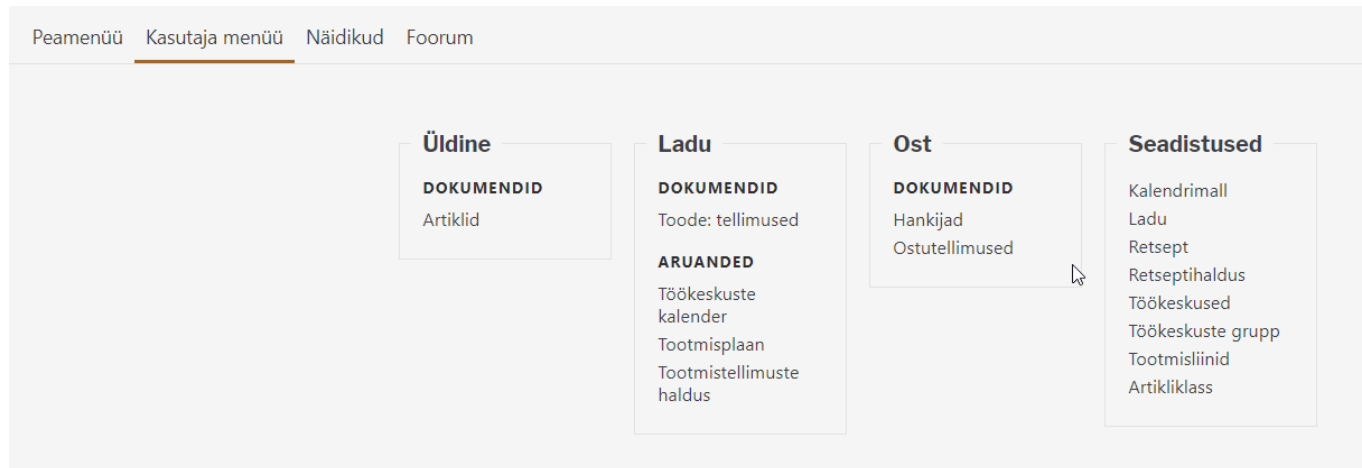 Peamenüü Kasutaja menüü Näidikud Foorum
Üldine
DOKUMENDID
Artiklid
Ladu
DOKUMENDID
Toode: tellimused
ARUANDED
Töökeskuste
kalender
Tootmisplaan
Tootmistellimuste
haldus
Ost
DOKUMENDID
Hankijad
Ostutellimused
Seadistused
Kalendrimall
Ladu
Retsept
Retseptihaldus
Töökeskused
Töökeskuste grupp
Tootmisliinid
Artikliklass